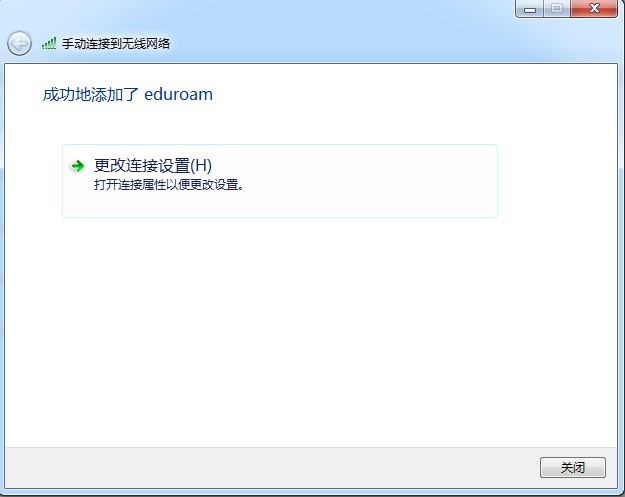 手动连接到无线网络
成功地添加了 eduroam
更改连接设置(H)
打开连接属性以便更改设置。
关闭